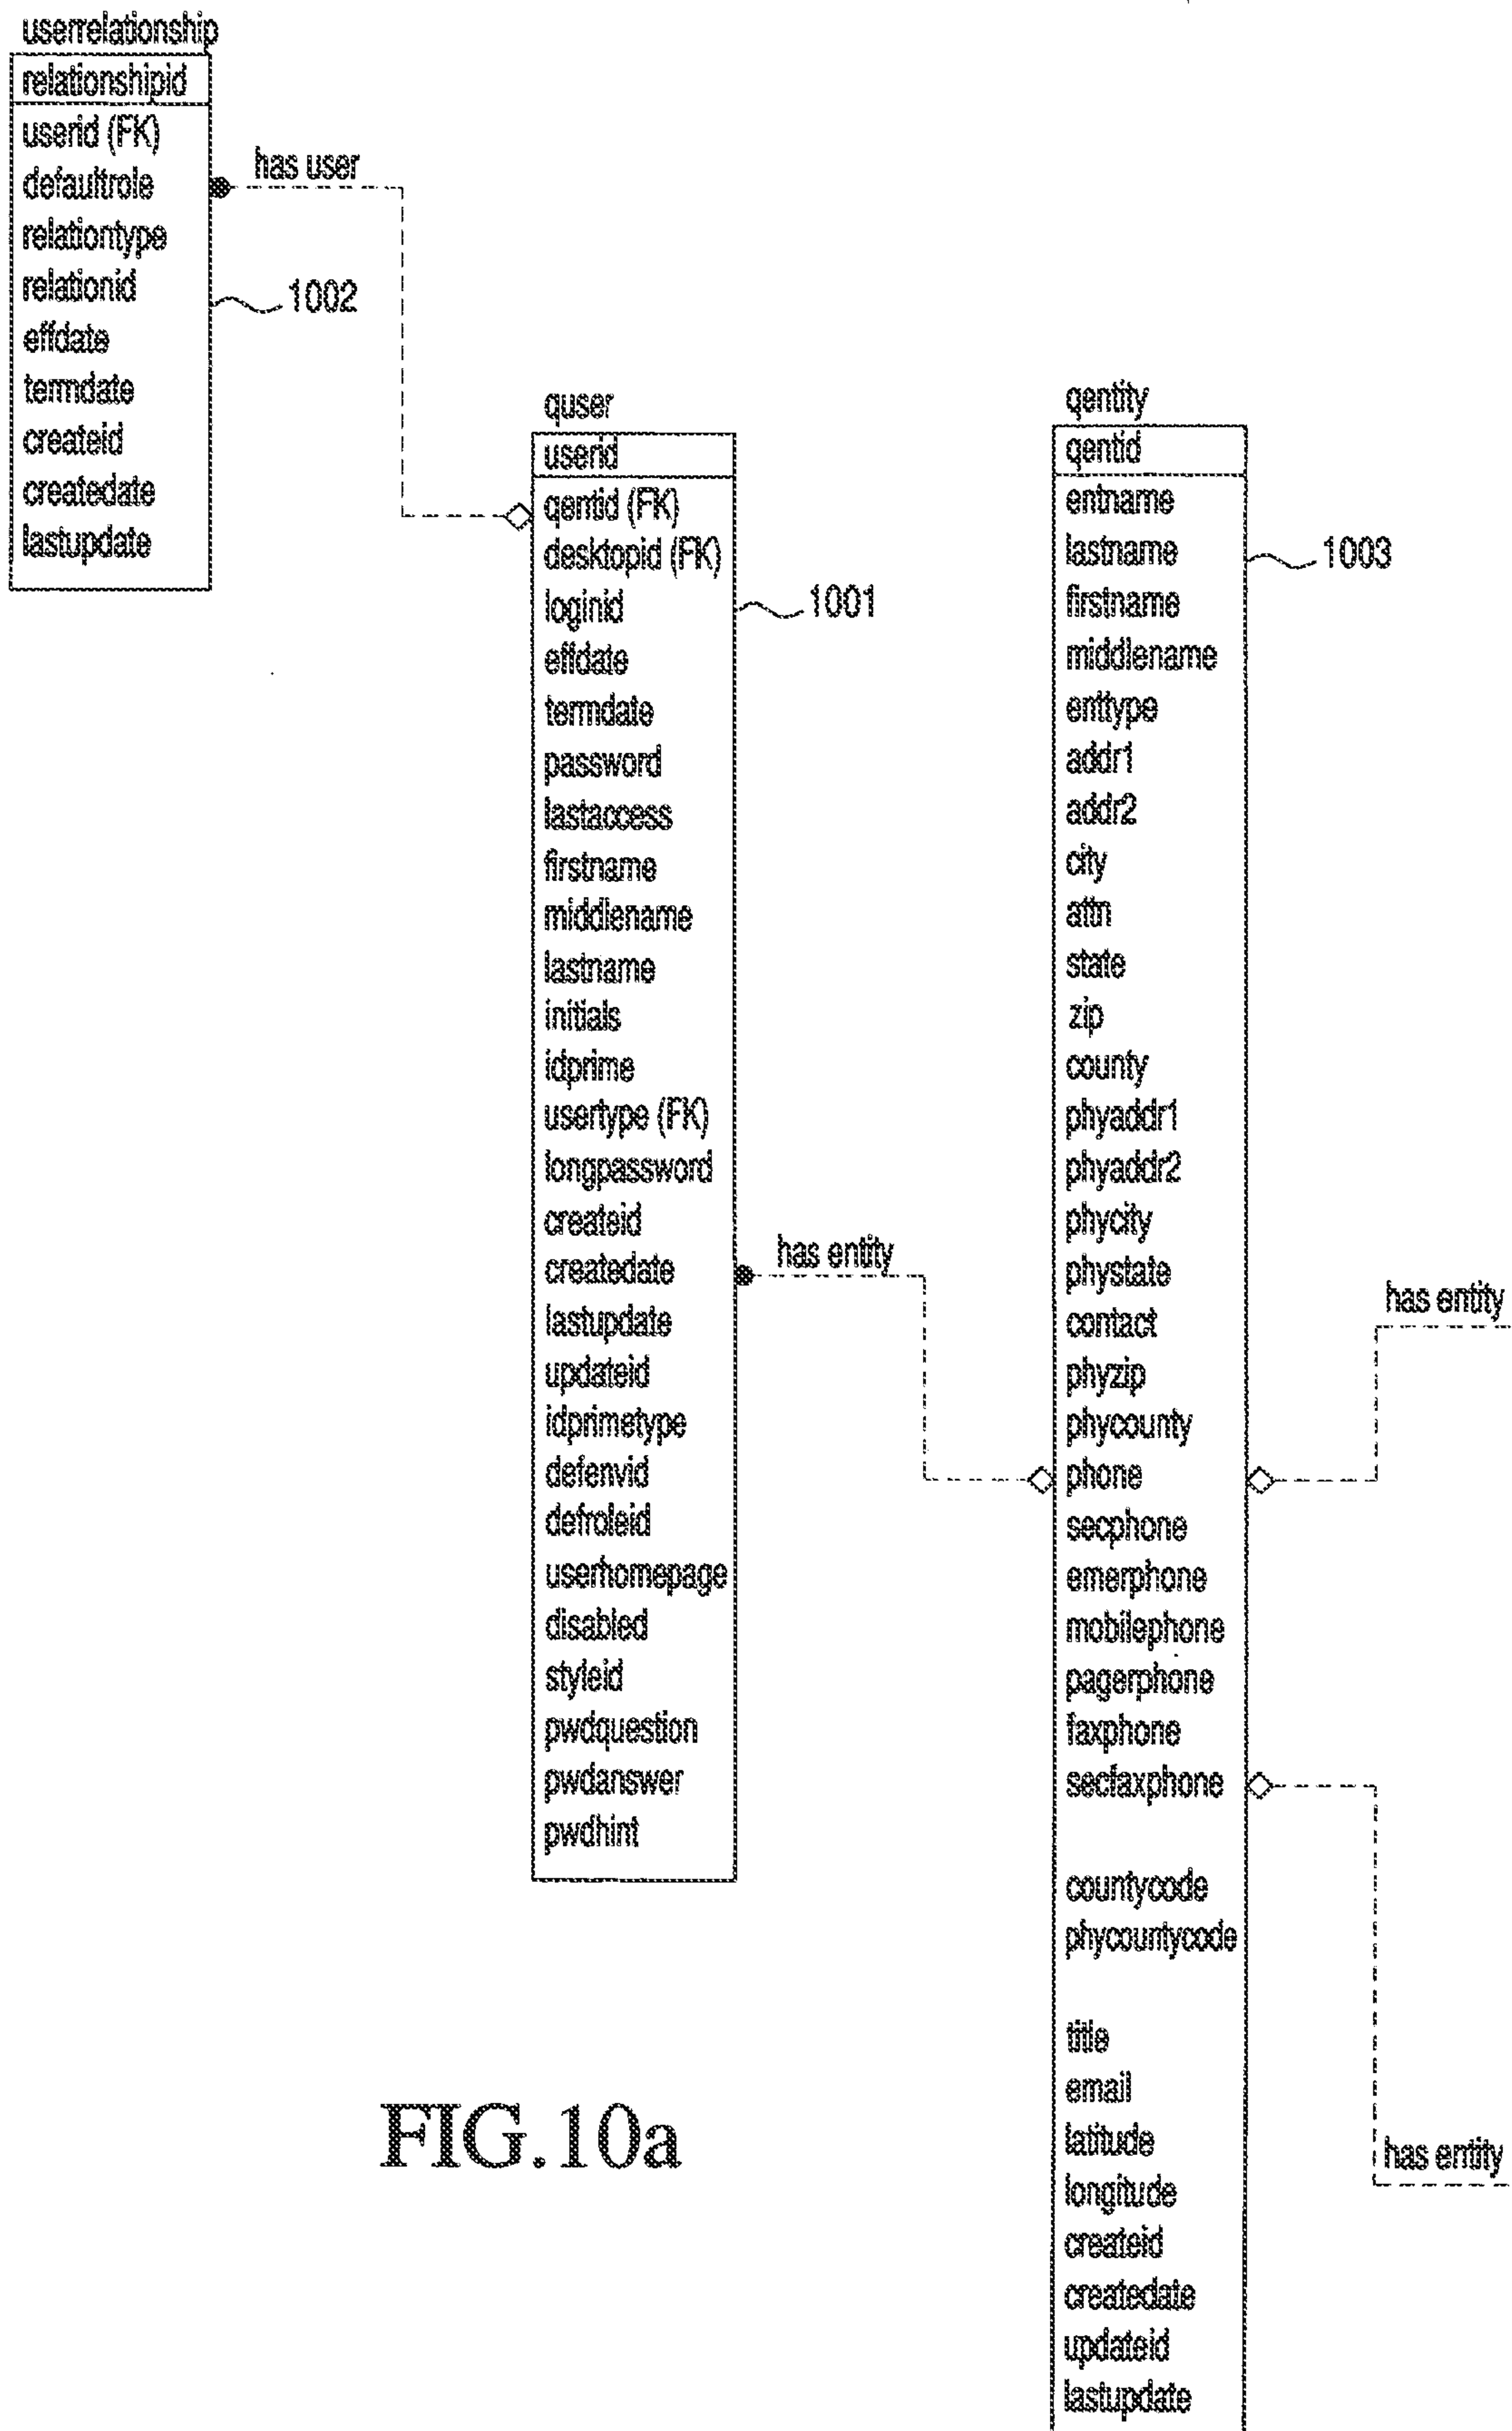 userrelationship
relationshipid
userid (FK)
defaultrole
relationtype
relationid
effdate
termdate
createid
createdate
lastupdate
has user
1002
quser
userid
qentid (FK)
desktopid (FK)
loginid
effdate
termdate
password
lastaccess
firstname
middlename
lastname
initials
idprime
usertype (FK)
longpassword
createid
createdate
lastupdate
updateid
idprimetype
defenvid
defroleid
userhomepage
disabled
styleid
pwdquestion
pwdanswer
pwdhint
1001
has entity
qentity
qentid
entname
lastname
firstname
middlename
enttype
addr1
addr2
city
attn
state
zip
county
phyaddr1
phyaddr2
phycity
phystate
contact
phyzip
phycounty
phone
secphone
emerphone
mobilephone
pagerphone
faxphone
secfaxphone
countycode
phycountycode
title
email
latitude
longitude
createid
createdate
updateid
lastupdate
1003
has entity
has entity
FIG.10a